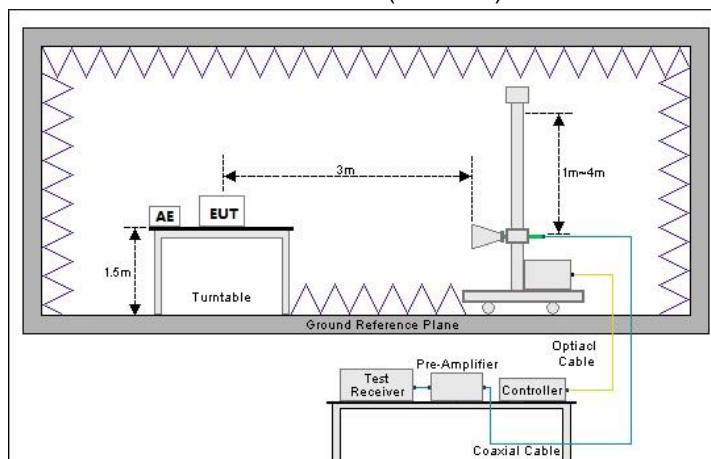 3m
1m~4m
AE
EUT
1.5m
Turntable
Ground Reference Plane
Optiacl
Cable
Pre-Amplifier
Test
Receiver
Controller
Coaxial Cable